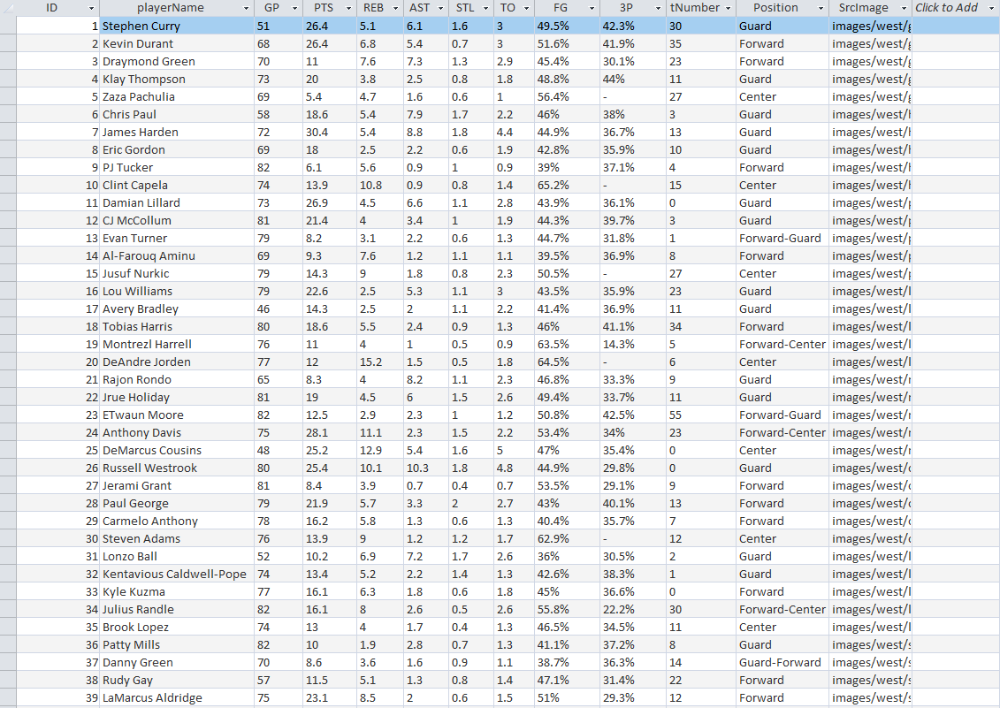 ID playerName GP PTS REB AST STL TO FG 3P tNumber Position SrcImage Click to Add
1 Stephen Curry 51 26.4 5.1 6.1 1.6 3 49.5% 42.3% 30 Guard images/west/g
2 Kevin Durant 68 26.4 6.8 5.4 0.7 3 51.6% 41.9% 35 Forward images/west/g
3 Draymond Green 70 11 7.6 7.3 1.3 2.9 45.4% 30.1% 23 Forward images/west/g
4 Klay Thompson 73 20 3.8 2.5 0.8 1.8 48.8% 44% 11 Guard images/west/g
5 Zaza Pachulia 69 5.4 4.7 1.6 0.6 1 56.4% - 27 Center images/west/g
6 Chris Paul 58 18.6 5.4 7.9 1.7 2.2 46% 38% 3 Guard images/west/h
7 James Harden 72 30.4 5.4 8.8 1.8 4.4 44.9% 36.7% 13 Guard images/west/h
8 Eric Gordon 69 18 2.5 2.2 0.6 1.9 42.8% 35.9% 10 Guard images/west/h
9 PJ Tucker 82 6.1 5.6 0.9 1 0.9 39% 37.1% 4 Forward images/west/h
10 Clint Capela 74 13.9 10.8 0.9 0.8 1.4 65.2% - 15 Center images/west/h
11 Damian Lillard 73 26.9 4.5 6.6 1.1 2.8 43.9% 36.1% 0 Guard images/west/p
12 CJ McCollum 81 21.4 4 3.4 1 1.9 44.3% 39.7% 3 Guard images/west/p
13 Evan Turner 79 8.2 3.1 2.2 0.6 1.3 44.7% 31.8% 1 Forward-Guard images/west/p
14 Al-Farouq Aminu 69 9.3 7.6 1.2 1.1 1.1 39.5% 36.9% 8 Forward images/west/p
15 Jusuf Nurkic 79 14.3 9 1.8 0.8 2.3 50.5% - 27 Center images/west/p
16 Lou Williams 79 22.6 2.5 5.3 1.1 3 43.5% 35.9% 23 Guard images/west/l
17 Avery Bradley 46 14.3 2.5 2 1.1 2.2 41.4% 36.9% 11 Guard images/west/l
18 Tobias Harris 80 18.6 5.5 2.4 0.9 1.3 46% 41.1% 34 Forward images/west/l
19 Montrezl Harrell 76 11 4 1 0.5 0.9 63.5% 14.3% 5 Forward-Center images/west/l
20 DeAndre Jorden 77 12 15.2 1.5 0.5 1.8 64.5% - 6 Center images/west/l
21 Rajon Rondo 65 8.3 4 8.2 1.1 2.3 46.8% 33.3% 9 Guard images/west/n
22 Jrue Holiday 81 19 4.5 6 1.5 2.6 49.4% 33.7% 11 Guard images/west/n
23 ETwaun Moore 82 12.5 2.9 2.3 1 1.2 50.8% 42.5% 55 Forward-Guard images/west/n
24 Anthony Davis 75 28.1 11.1 2.3 1.5 2.2 53.4% 34% 23 Forward-Center images/west/n
25 DeMarcus Cousins 48 25.2 12.9 5.4 1.6 5 47% 35.4% 0 Center images/west/n
26 Russell Westrook 80 25.4 10.1 10.3 1.8 4.8 44.9% 29.8% 0 Guard images/west/o
27 Jerami Grant 81 8.4 3.9 0.7 0.4 0.7 53.5% 29.1% 9 Forward images/west/o
28 Paul George 79 21.9 5.7 3.3 2 2.7 43% 40.1% 13 Forward images/west/o
29 Carmelo Anthony 78 16.2 5.8 1.3 0.6 1.3 40.4% 35.7% 7 Forward images/west/o
30 Steven Adams 76 13.9 9 1.2 1.2 1.7 62.9% - 12 Center images/west/o
31 Lonzo Ball 52 10.2 6.9 7.2 1.7 2.6 36% 30.5% 2 Guard images/west/l
32 Kentavious Caldwell-Pope 74 13.4 5.2 2.2 1.4 1.3 42.6% 38.3% 1 Guard images/west/l
33 Kyle Kuzma 77 16.1 6.3 1.8 0.6 1.8 45% 36.6% 0 Forward images/west/l
34 Julius Randle 82 16.1 8 2.6 0.5 2.6 55.8% 22.2% 30 Forward-Center images/west/l
35 Brook Lopez 74 13 4 1.7 0.4 1.3 46.5% 34.5% 11 Center images/west/l
36 Patty Mills 82 10 1.9 2.8 0.7 1.3 41.1% 37.2% 8 Guard images/west/s
37 Danny Green 70 8.6 3.6 1.6 0.9 1.1 38.7% 36.3% 14 Guard-Forward images/west/s
38 Rudy Gay 57 11.5 5.1 1.3 0.8 1.4 47.1% 31.4% 22 Forward images/west/s
39 LaMarcus Aldridge 75 23.1 8.5 2 0.6 1.5 51% 29.3% 12 Forward images/west/s